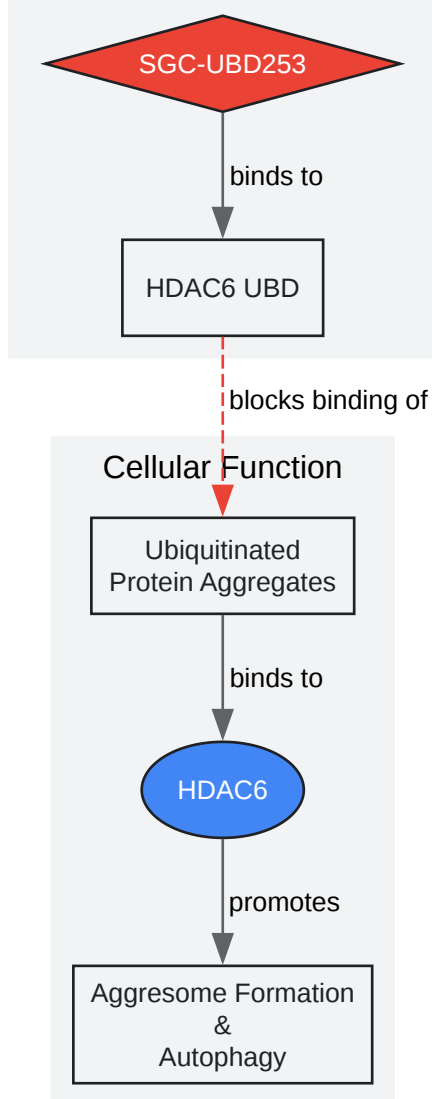 SGC-UBD253
binds to
HDAC6 UBD
blocks binding of
Cellular Function
Ubiquitinated
Protein Aggregates
binds to
HDAC6
promotes
Aggresome Formation
&
Autophagy